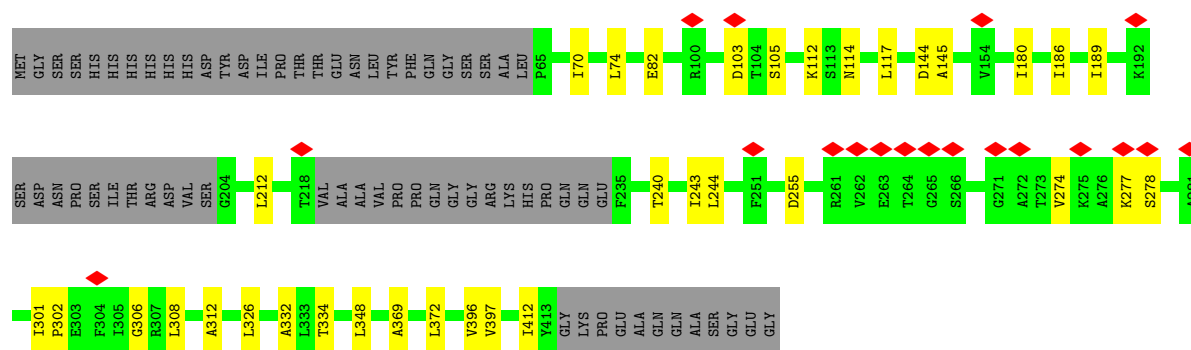 MET GLY SER SER HIS HIS HIS HIS HIS HIS ASP TYR ASP ILE PRO THR THR GLU ASN LEU TYR PHE GLN GLY SER SER ALA LEU P65 I70 L74 E82 R100 D103 T104 S105 K112 S113 N114 L117 D144 A145 V154 I180 I186 I189 K192
SER ASP ASN PRO SER ILE THR ARG ASP VAL SER G204 L212 T218 VAL ALA ALA VAL PRO PRO GLN GLY GLY ARG LYS HIS PRO GLN GLN GLU F235 T240 I243 L244 F251 D255 R261 V262 E263 T264 G265 S266 G271 A272 T273 V274 K275 A276 K277 S278
I301 P302 E303 F304 I305 G306 R307 L308 A312 L326 A332 L333 T334 L348 A369 L372 V396 V397 I412 Y413 GLY LYS PRO GLU ALA GLN GLN ALA SER GLY GLU GLY